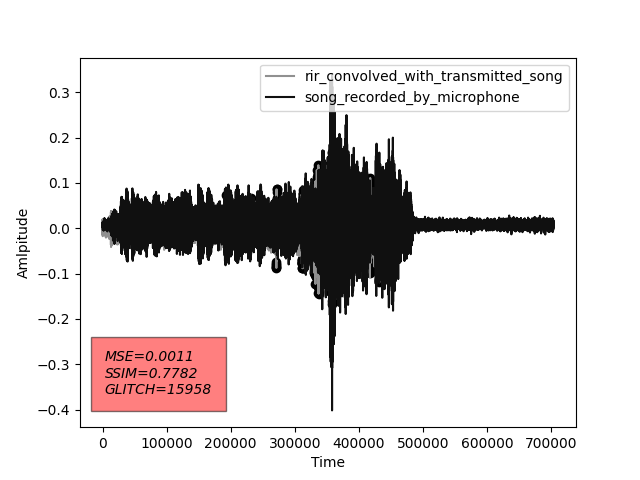 rir_convolved_with_transmitted_song
song_recorded_by_microphone
0.3
0.2
0.1
0.0
−0.1
−0.2
−0.3
−0.4
Amlpitude
MSE=0.0011
SSIM=0.7782
GLITCH=15958
0 100000 200000 300000 400000 500000 600000 700000
Time